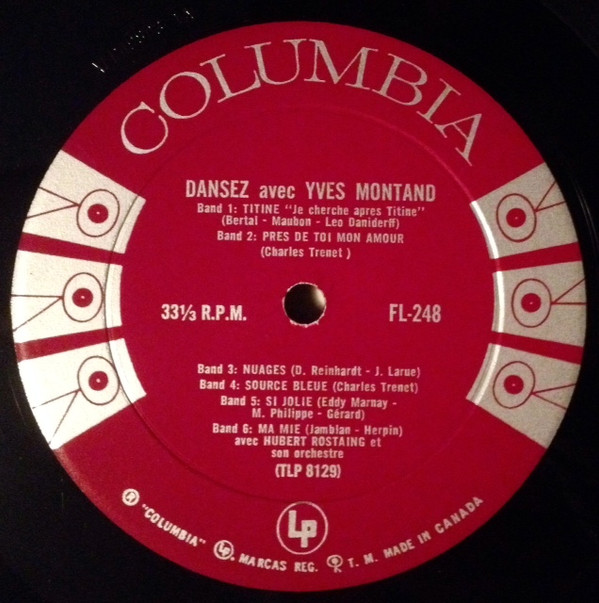 COLUMBIA
DANSEZ avec YVES MONTAND
Band 1: TITINE "Je cherche apres Titine"
(Bertal - Maubon - Leo Daniderff)
Band 2: PRES DE TOI MON AMOUR
(Charles Trenet )
33⅓ R.P.M.
FL-248
Band 3: NUAGES (D. Reinhardt - J. Larue)
Band 4: SOURCE BLEUE (Charles Trenet)
Band 5: SI JOLIE (Eddy Marnay -
M. Philippe - Gérard)
Band 6: MA MIE (Jamblan - Herpin)
avec HUBERT ROSTAING et
son orchestre
(TLP 8129)
Lp
® "COLUMBIA" Lp. MARCAS REG. T. M. MADE IN CANADA